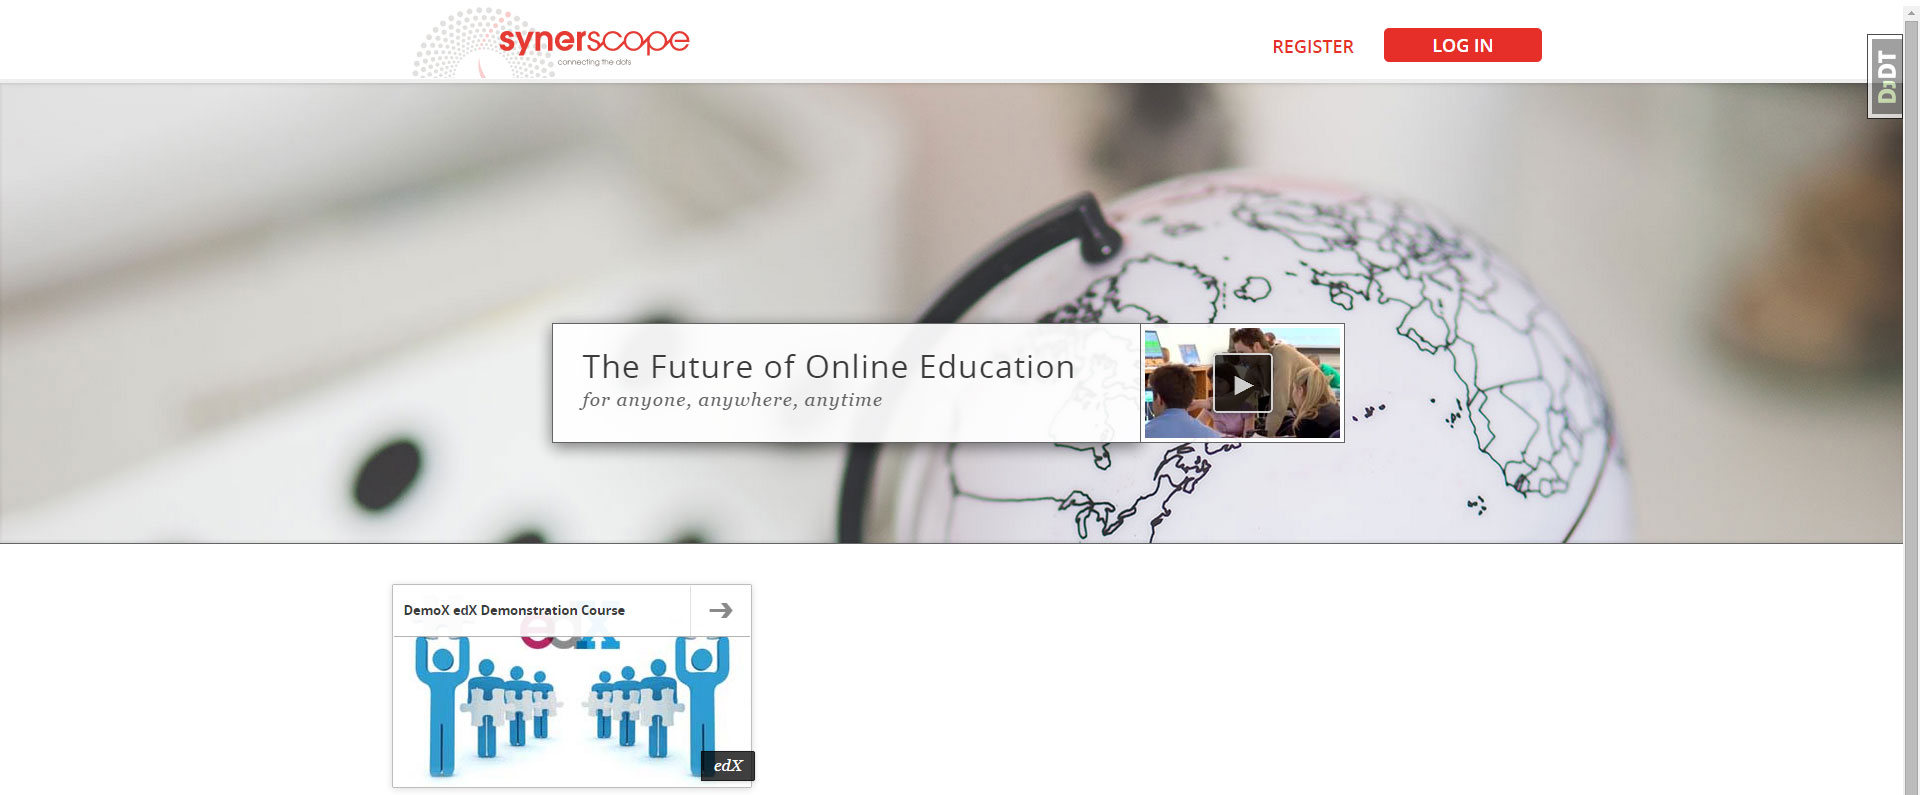 synerscope
connecting the dots
REGISTER
LOG IN
DjDT
The Future of Online Education
for anyone, anywhere, anytime
DemoX edX Demonstration Course
edX
edX